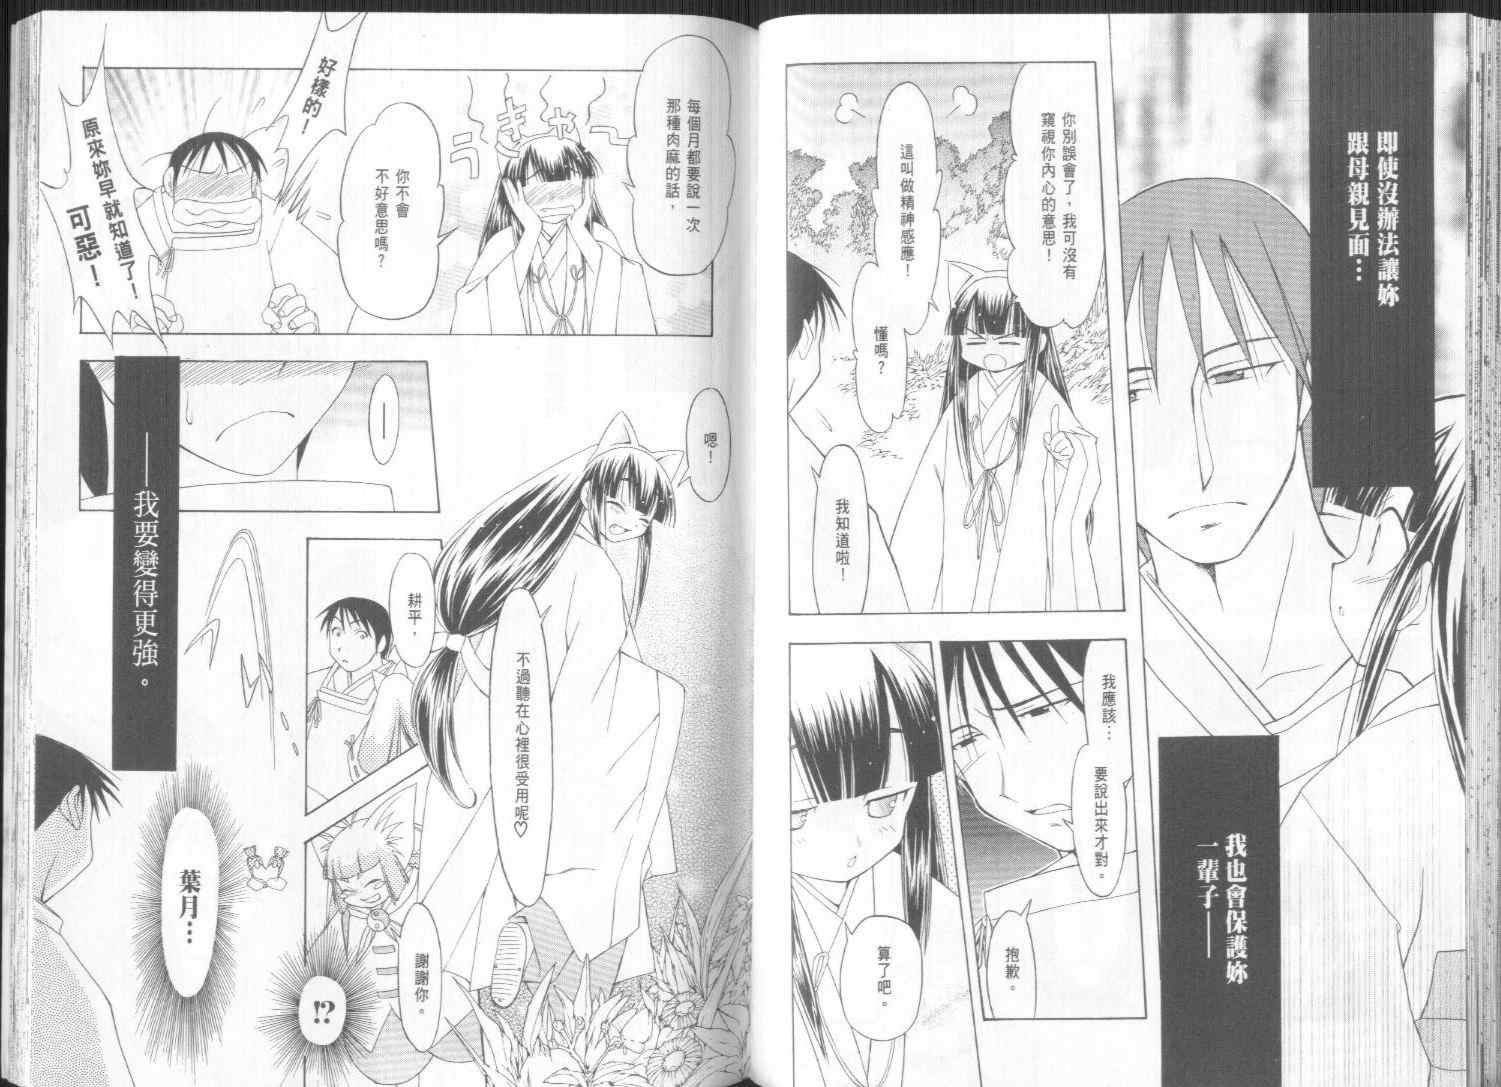 即使沒辦法讓妳
跟母親見面…
你別誤會了，我可沒有
窺視你內心的意思！
這叫做精神感應！
懂嗎？
我知道啦！
我應該…
要說出來才對。
抱歉。
算了吧。
我也會保護妳
一輩子——
每個月都要說一次
那種肉麻的話，
うきゃ〜
你不會
不好意思嗎？
好樣的！
原來妳早就知道了！
可惡！
嗯！
——我要變得更強。
耕平，
不過聽在心裡很受用呢♡
謝謝你。
!?
葉月…